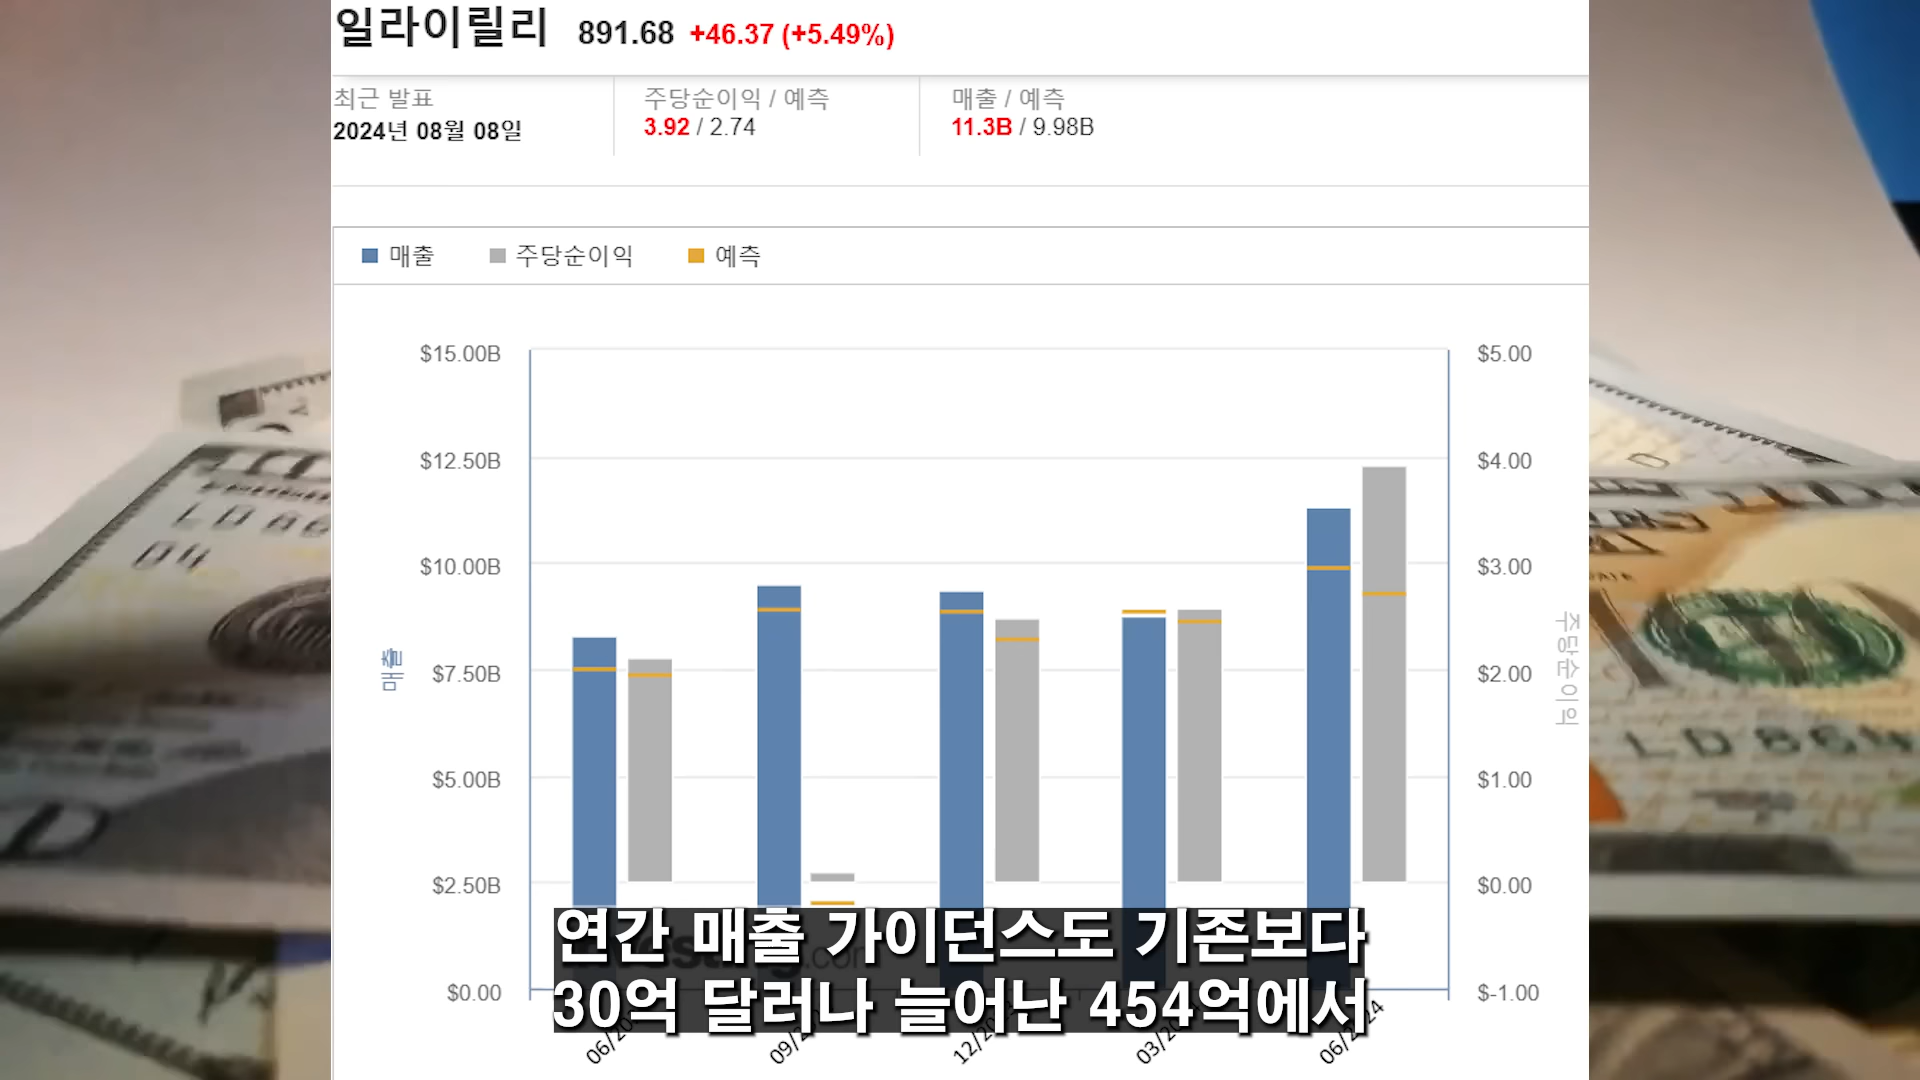 일라이릴리 891.68 +46.37 (+5.49%)
최근 발표 주당순이익 / 예측 매출 / 예측
2024년 08월 08일 3.92 / 2.74 11.3B / 9.98B
매출 주당순이익 예측
$15.00B $5.00
$12.50B $4.00
$10.00B $3.00
$7.50B $2.00
$5.00B $1.00
$2.50B $0.00
$0.00 $-1.00
매출
주당순이익
연간 매출 가이던스도 기존보다
30억 달러나 늘어난 454억에서
LD864